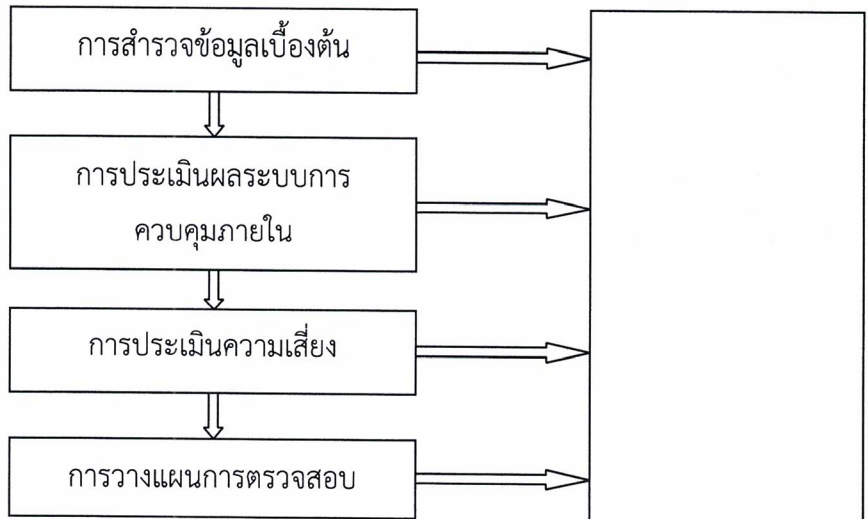 การสำรวจข้อมูลเบื้องต้น
การประเมินผลระบบการ
ควบคุมภายใน
การประเมินความเสี่ยง
การวางแผนการตรวจสอบ